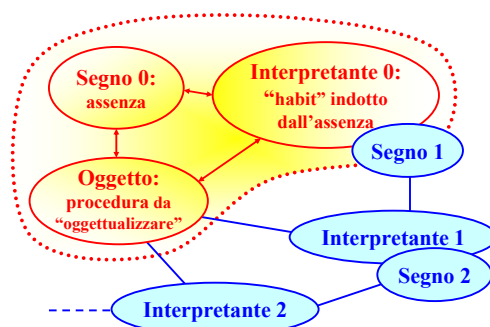 Segno 0:
assenza
Interpretante 0:
“habit” indotto
dall’assenza
Segno 1
Oggetto:
procedura da
“oggettualizzare”
Interpretante 1
Segno 2
Interpretante 2